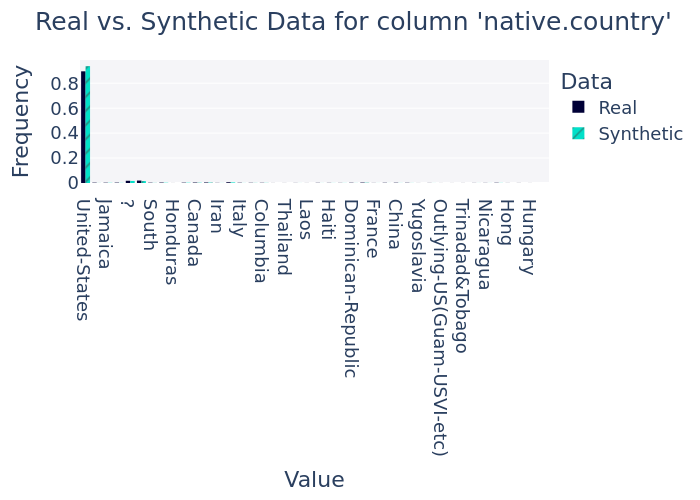 Real vs. Synthetic Data for column 'native.country'
Frequency
0.8
0.6
0.4
0.2
0
Data
Real
Synthetic
United-States
Jamaica
?
South
Honduras
Canada
Iran
Italy
Columbia
Thailand
Laos
Haiti
Dominican-Republic
France
China
Yugoslavia
Outlying-US(Guam-USVI-etc)
Trinadad&Tobago
Nicaragua
Hong
Hungary
Value